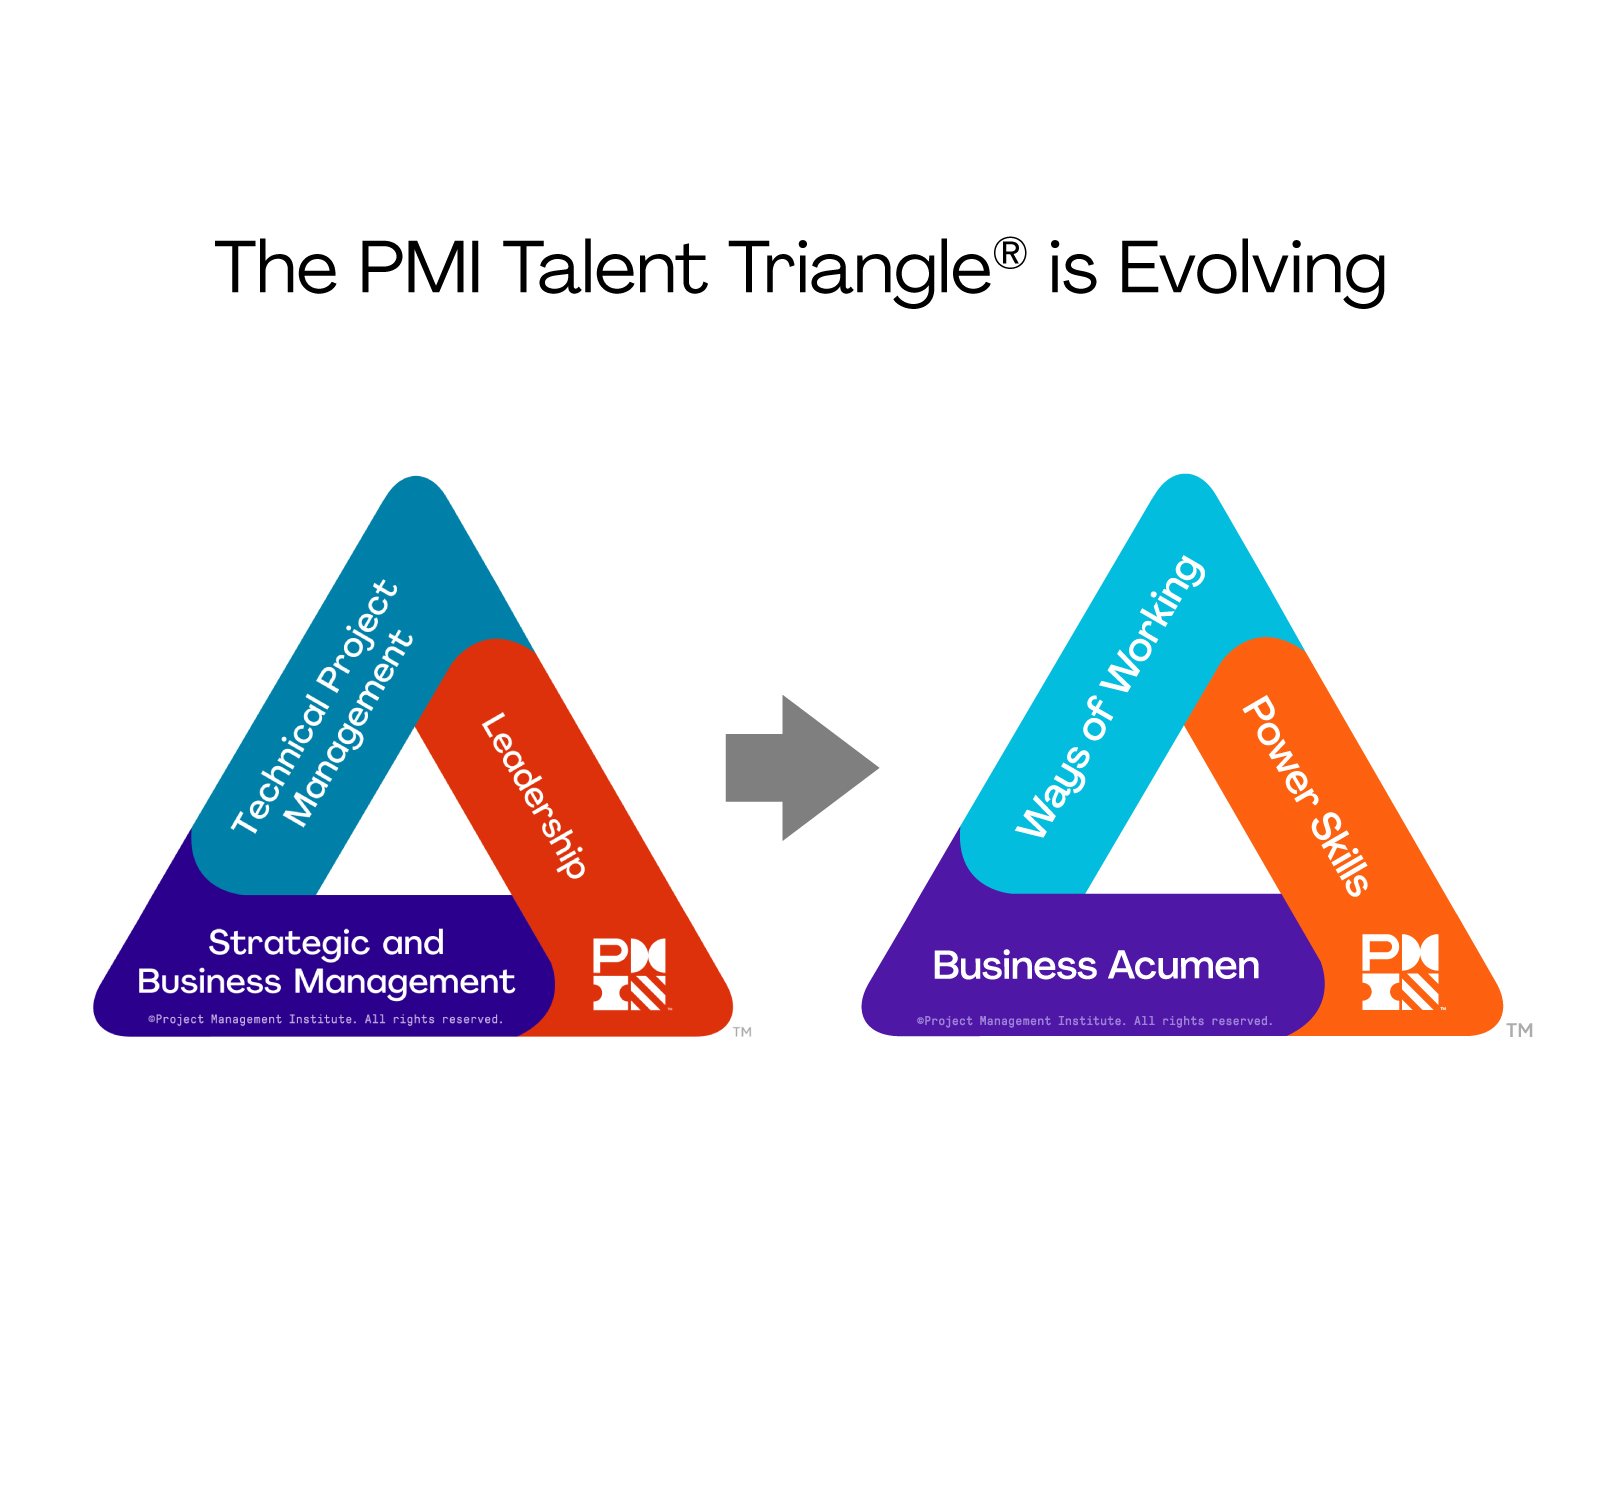 The PMI Talent Triangle® is Evolving
Technical Project
Management
Leadership
Strategic and
Business Management
©Project Management Institute. All rights reserved.
PMI
TM
Ways of Working
Power Skills
Business Acumen
©Project Management Institute. All rights reserved.
PMI
TM